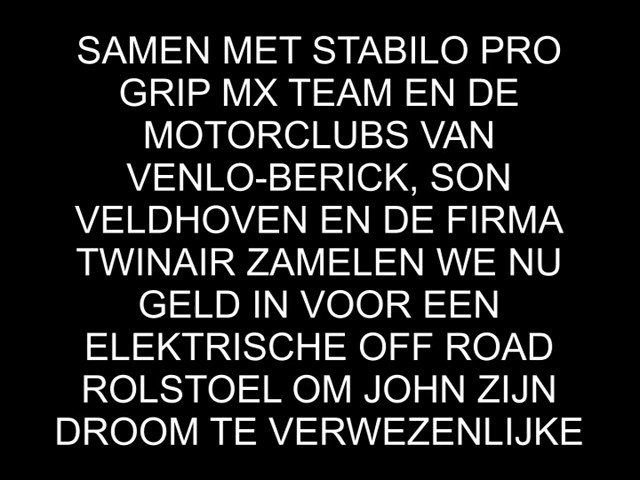 SAMEN MET STABILO PRO
GRIP MX TEAM EN DE
MOTORCLUBS VAN
VENLO-BERICK, SON
VELDHOVEN EN DE FIRMA
TWINAIR ZAMELEN WE NU
GELD IN VOOR EEN
ELEKTRISCHE OFF ROAD
ROLSTOEL OM JOHN ZIJN
DROOM TE VERWEZENLIJKE